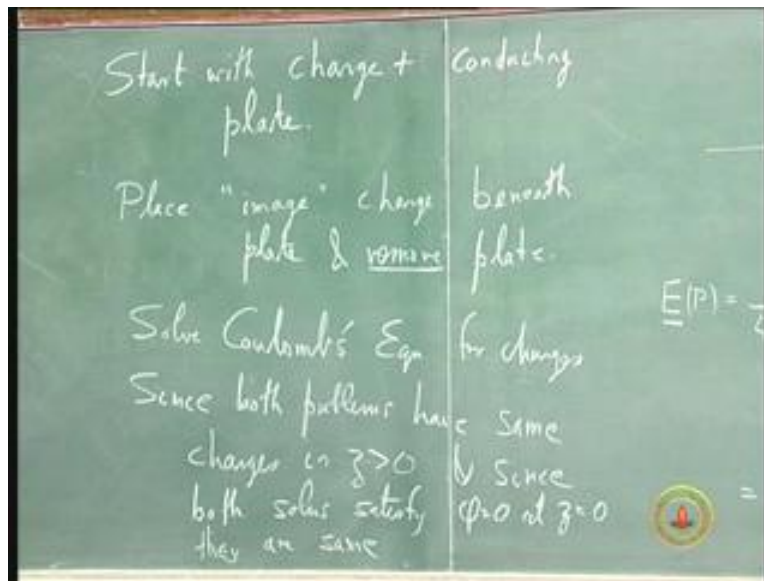 Start with charge + conducting
plate.
Place "image" charge beneath
plate & remove plate.
Solve Coulomb's Eqn for charges
Since both problems have same
charges in z>0 & since
both solns satisfy φ=0 at z=0
they are same
E(P) =
=